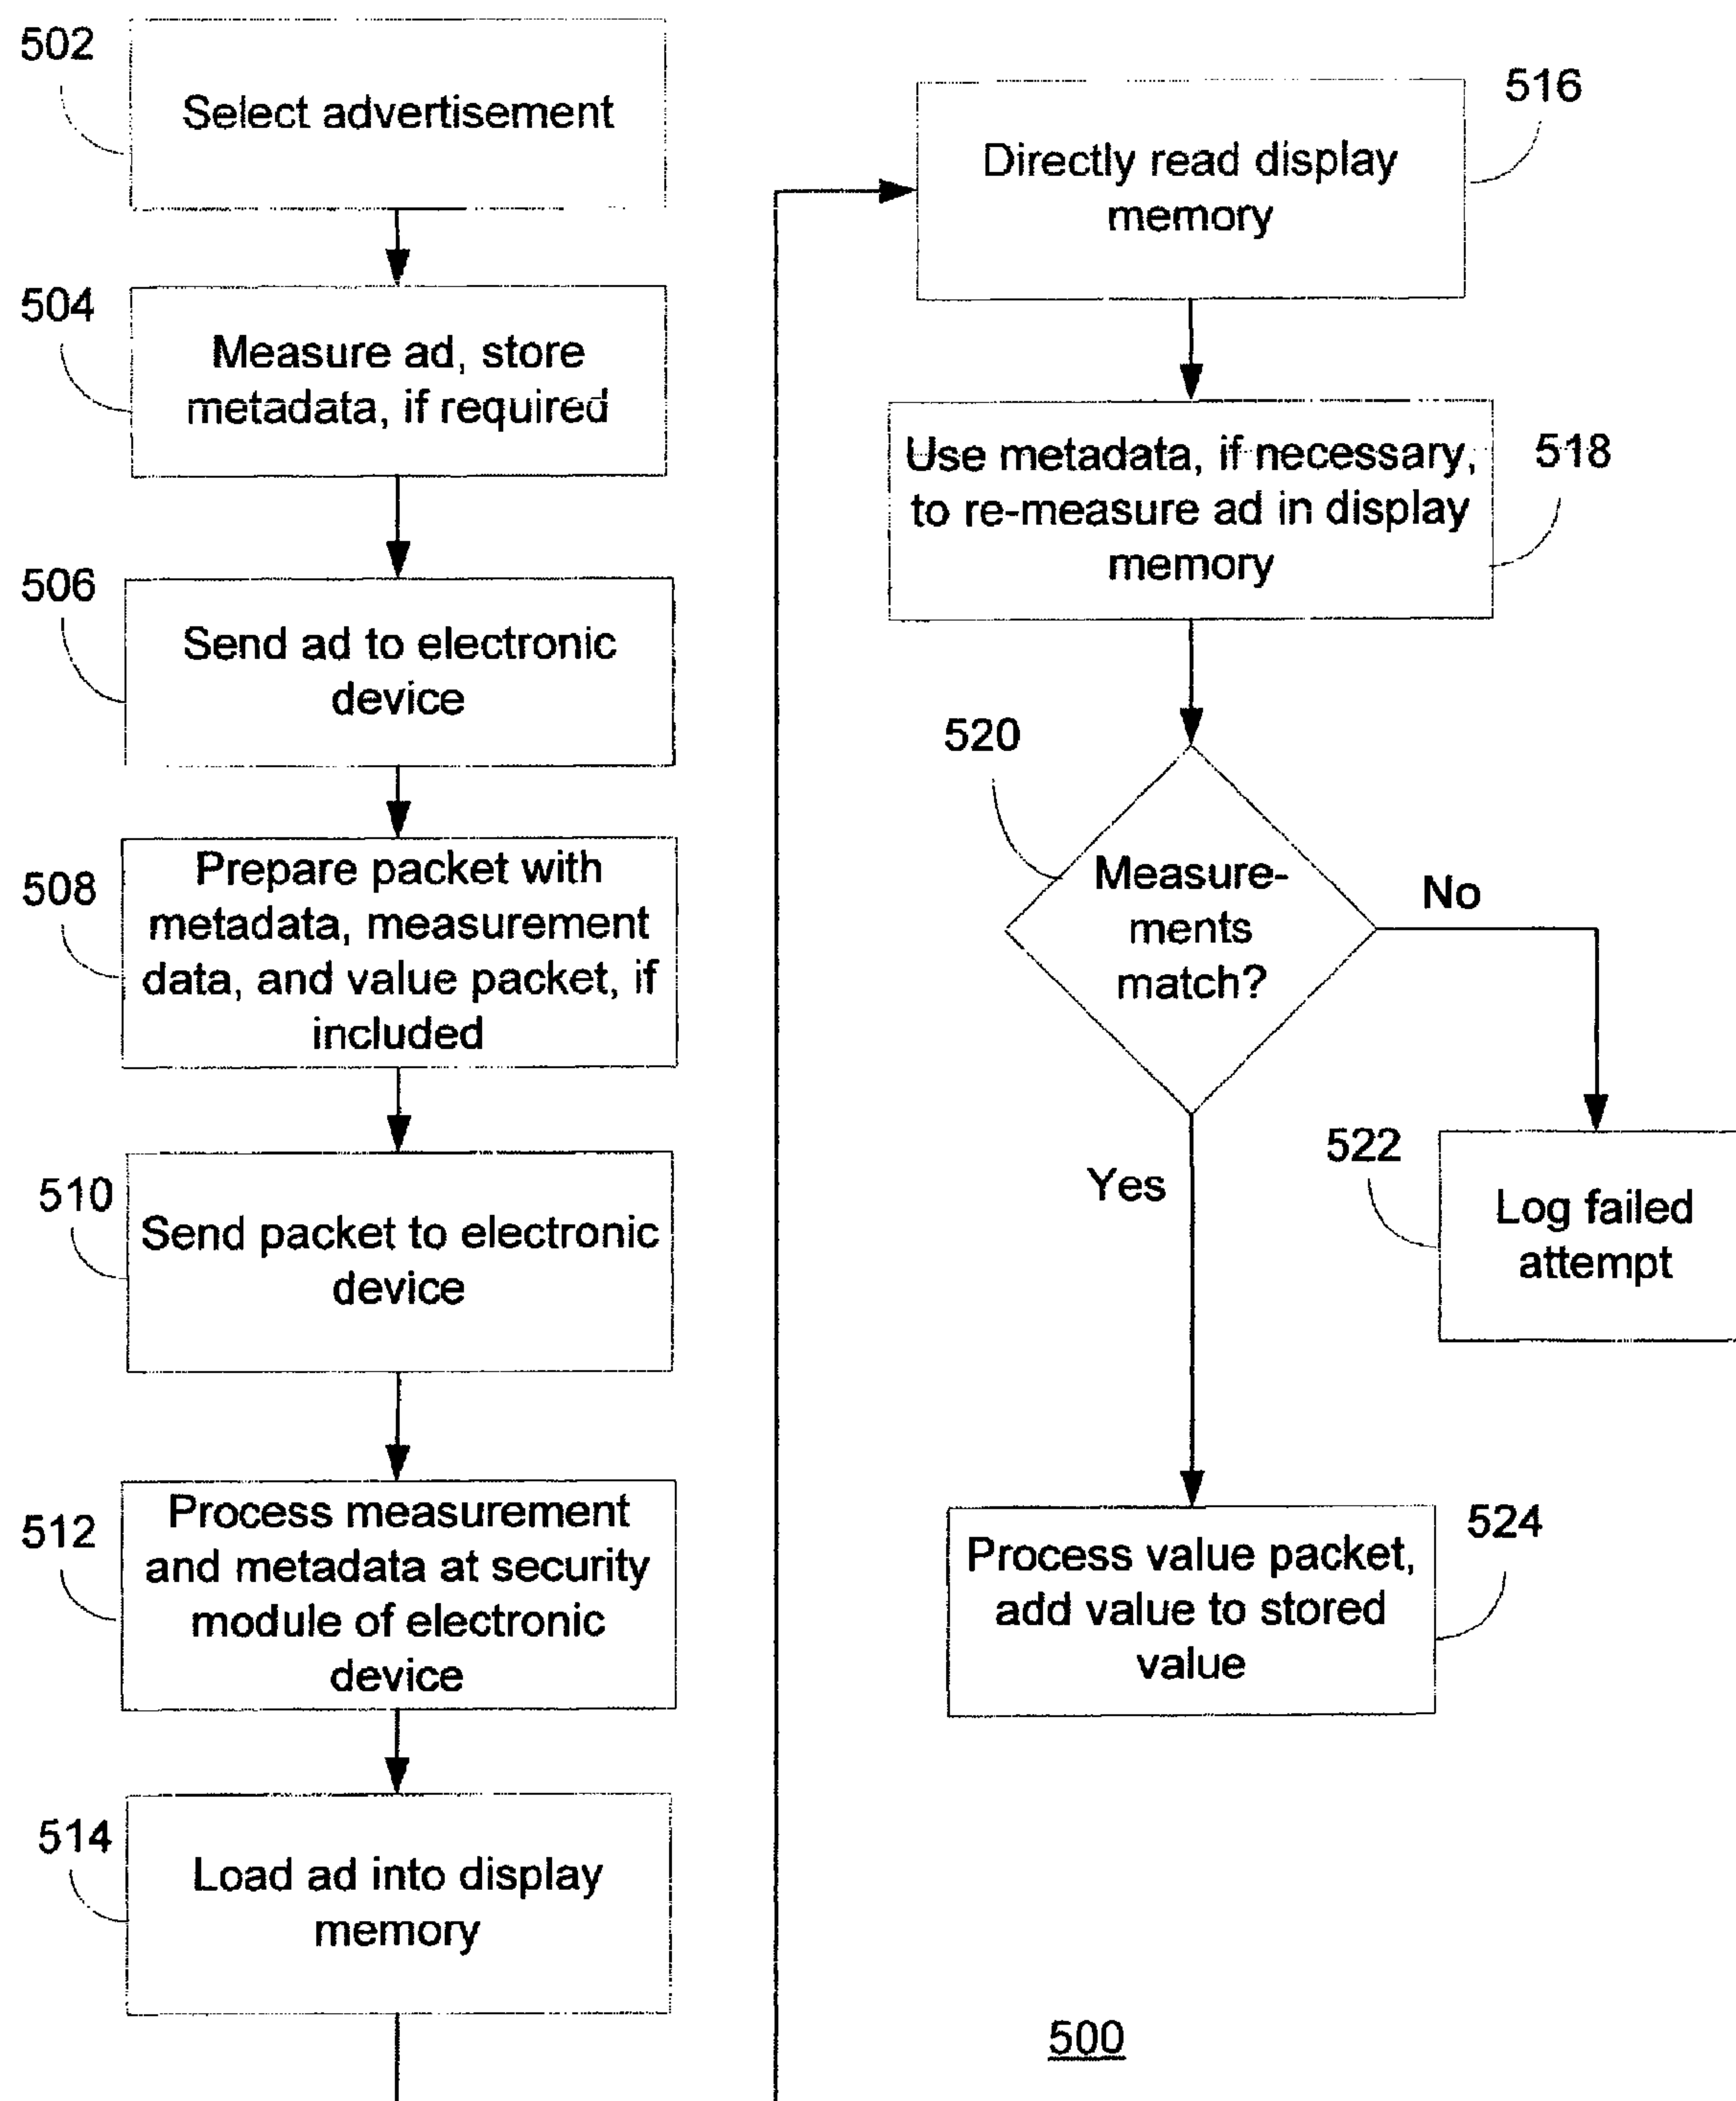 502
Select advertisement
504
Measure ad, store
metadata, if required
506
Send ad to electronic
device
508
Prepare packet with
metadata, measurement
data, and value packet, if
included
510
Send packet to electronic
device
512
Process measurement
and metadata at security
module of electronic
device
514
Load ad into display
memory
516
Directly read display
memory
518
Use metadata, if necessary,
to re-measure ad in display
memory
520
Measure-
ments
match?
No
Yes
522
Log failed
attempt
524
Process value packet,
add value to stored
value
500